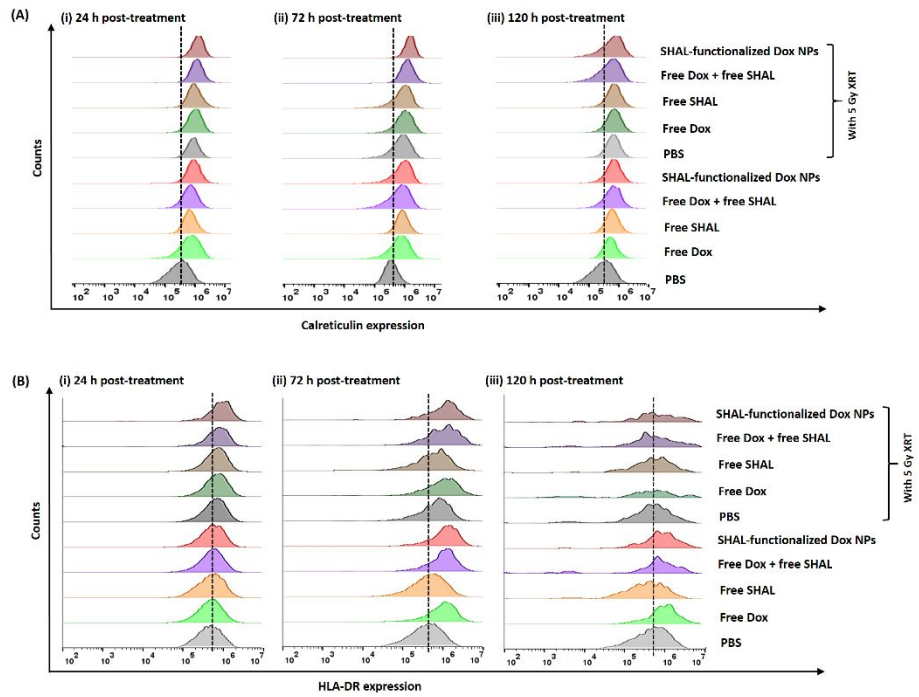 (A)
(i) 24 h post-treatment
(ii) 72 h post-treatment
(iii) 120 h post-treatment
SHAL-functionalized Dox NPs
Free Dox + free SHAL
Free SHAL
Free Dox
PBS
With 5 Gy XRT
SHAL-functionalized Dox NPs
Free Dox + free SHAL
Free SHAL
Free Dox
PBS
Counts
10² 10³ 10⁴ 10⁵ 10⁶ 10⁷
10² 10³ 10⁴ 10⁵ 10⁶ 10⁷
10² 10³ 10⁴ 10⁵ 10⁶ 10⁷
Calreticulin expression
(B)
(i) 24 h post-treatment
(ii) 72 h post-treatment
(iii) 120 h post-treatment
SHAL-functionalized Dox NPs
Free Dox + free SHAL
Free SHAL
Free Dox
PBS
With 5 Gy XRT
SHAL-functionalized Dox NPs
Free Dox + free SHAL
Free SHAL
Free Dox
PBS
Counts
10² 10³ 10⁴ 10⁵ 10⁶ 10⁷
10² 10³ 10⁴ 10⁵ 10⁶ 10⁷
10² 10³ 10⁴ 10⁵ 10⁶ 10⁷
HLA-DR expression